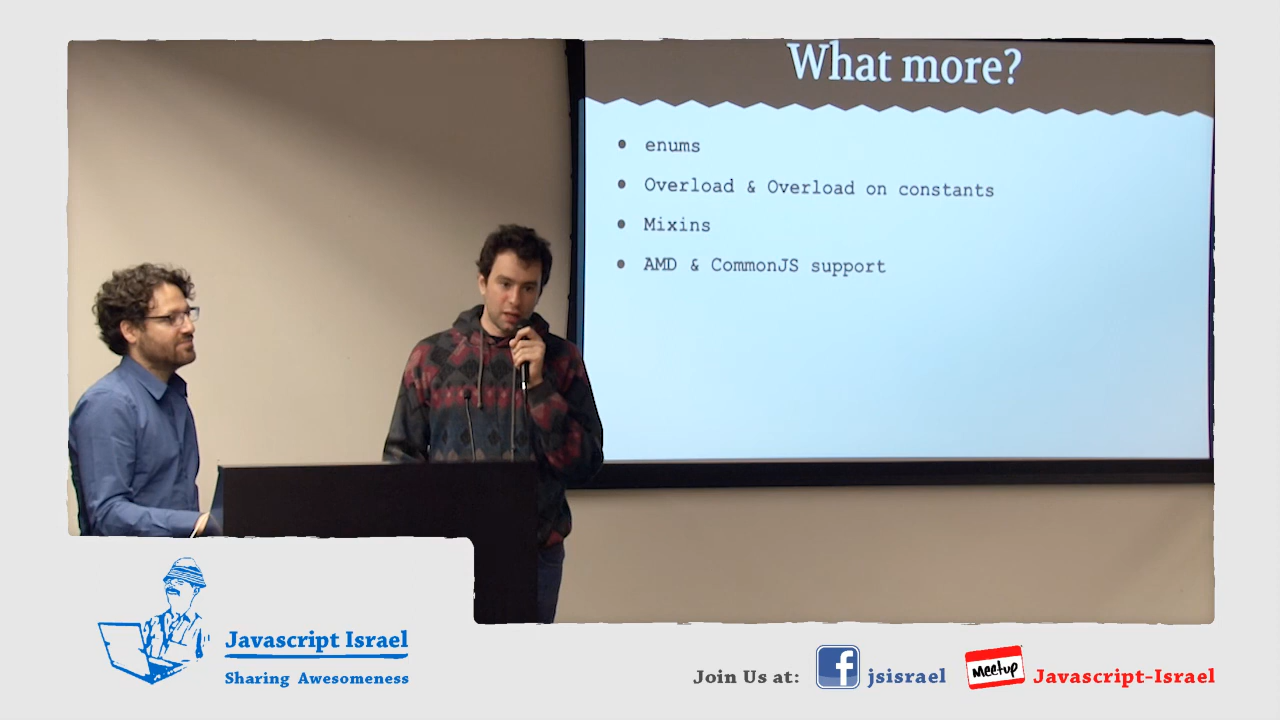 What more?
enums
Overload & Overload on constants
Mixins
AMD & CommonJS support
Javascript Israel
Sharing Awesomeness
Join Us at:
f
jsisrael
Meetup
Javascript-Israel